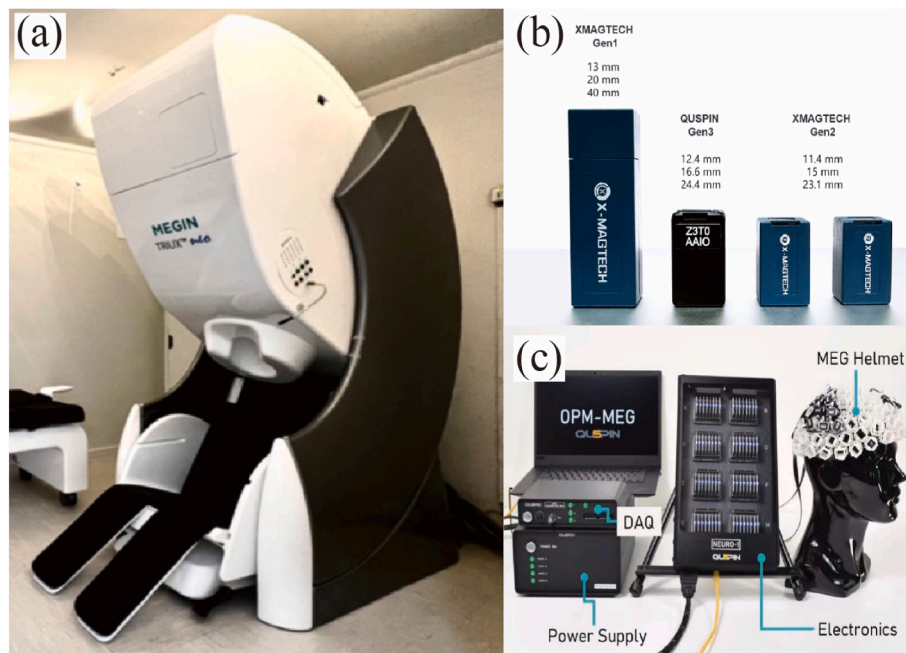 (a)
MEGIN
TRIUX™ neo
(b)
XMAGTECH
Gen1
13 mm
20 mm
40 mm
QUSPIN
Gen3
12.4 mm
16.6 mm
24.4 mm
XMAGTECH
Gen2
11.4 mm
15 mm
23.1 mm
X-MAGTECH
Z3T0
AAIO
X-MAGTECH
X-MAGTECH
(c)
MEG Helmet
OPM-MEG
QUSPIN
DAQ
NEURO-1
QUSPIN
Power Supply
Electronics